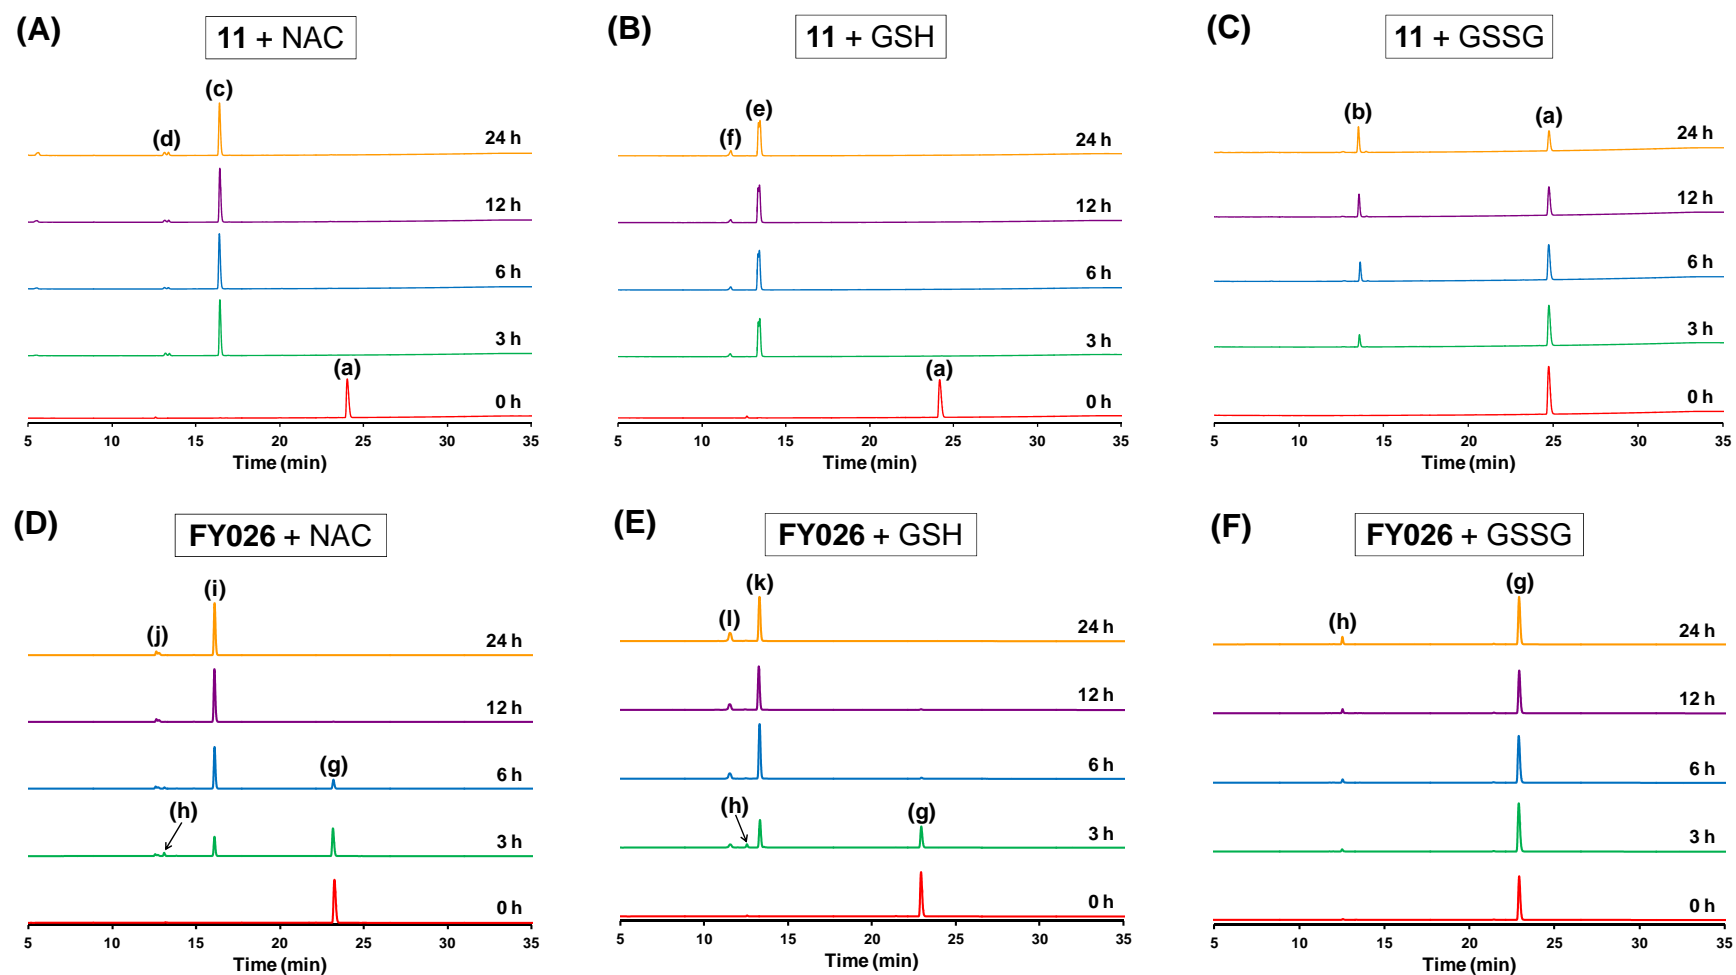 (A)
11 + NAC
(c)
(d)
24 h
12 h
6 h
3 h
(a)
0 h
5 10 15 20 25 30 35
Time (min)
(B)
11 + GSH
(e)
(f)
24 h
12 h
6 h
3 h
(a)
0 h
5 10 15 20 25 30 35
Time (min)
(C)
11 + GSSG
(b)
(a)
24 h
12 h
6 h
3 h
0 h
5 10 15 20 25 30 35
Time (min)
(D)
FY026 + NAC
(i)
(j)
24 h
12 h
(g)
6 h
(h)
3 h
0 h
5 10 15 20 25 30 35
Time (min)
(E)
FY026 + GSH
(k)
(l)
24 h
12 h
6 h
(h)
(g)
3 h
0 h
5 10 15 20 25 30 35
Time (min)
(F)
FY026 + GSSG
(g)
(h)
24 h
12 h
6 h
3 h
0 h
5 10 15 20 25 30 35
Time (min)